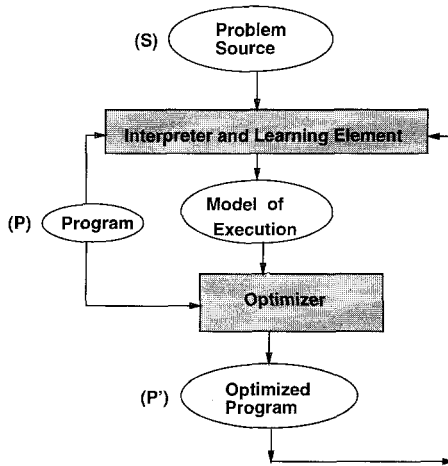 (S)
Problem
Source
Interpreter and Learning Element
Model of
Execution
(P)
Program
Optimizer
(P')
Optimized
Program